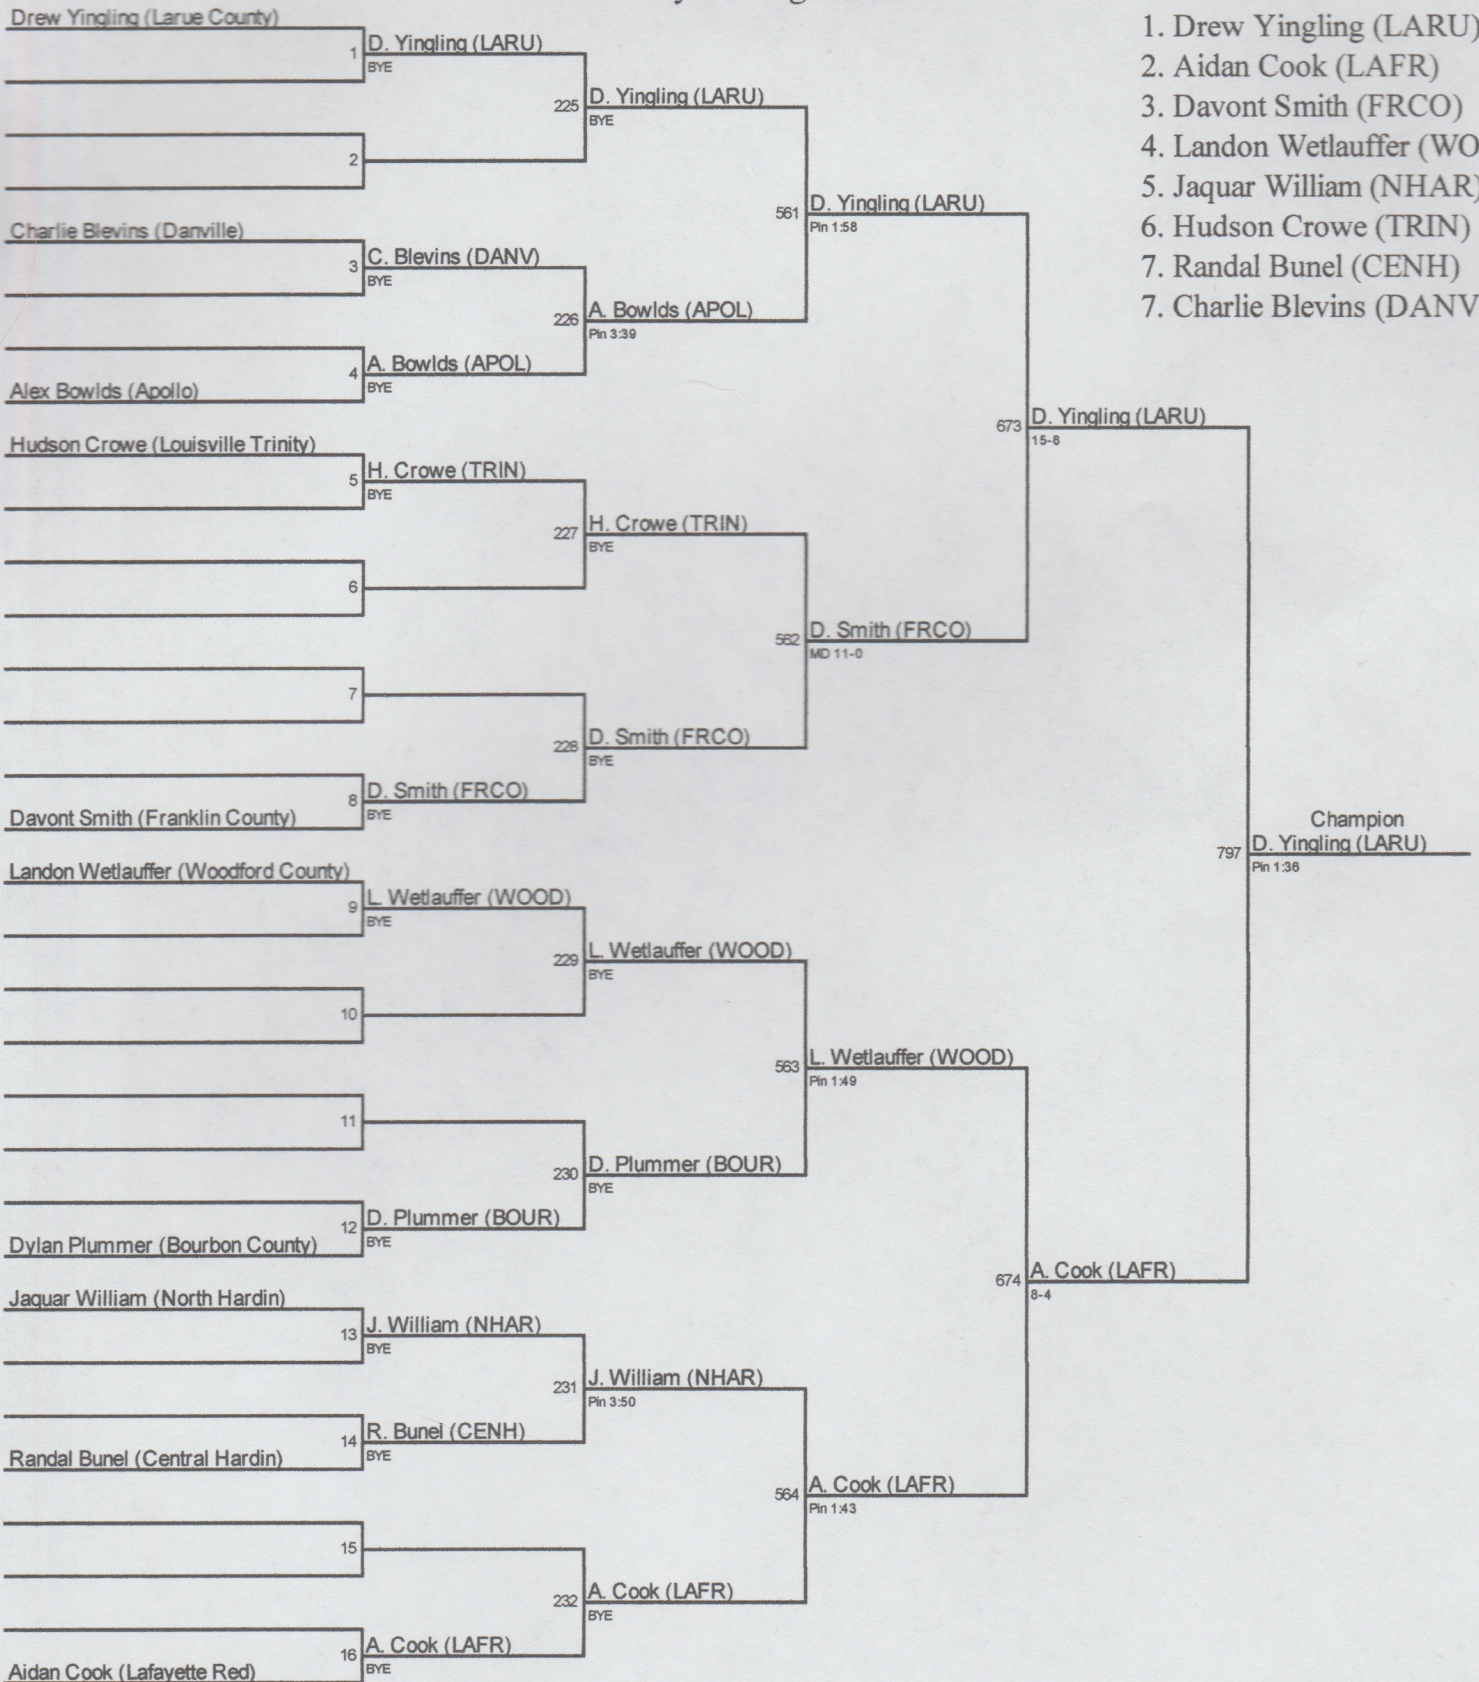 Drew Yingling (Larue County)
1 D. Yingling (LARU)
BYE
225 D. Yingling (LARU)
BYE
2
561 D. Yingling (LARU)
Pin 1:58
Charlie Blevins (Danville)
3 C. Blevins (DANV)
BYE
226 A. Bowlds (APOL)
Pin 3:39
4 A. Bowlds (APOL)
BYE
Alex Bowlds (Apollo)
673 D. Yingling (LARU)
15-8
Hudson Crowe (Louisville Trinity)
5 H. Crowe (TRIN)
BYE
227 H. Crowe (TRIN)
BYE
6
562 D. Smith (FRCO)
MD 11-0
7
228 D. Smith (FRCO)
BYE
8 D. Smith (FRCO)
BYE
Davont Smith (Franklin County)
Champion
797 D. Yingling (LARU)
Pin 1:36
Landon Wetlauffer (Woodford County)
9 L. Wetlauffer (WOOD)
BYE
229 L. Wetlauffer (WOOD)
BYE
10
563 L. Wetlauffer (WOOD)
Pin 1:49
11
230 D. Plummer (BOUR)
BYE
12 D. Plummer (BOUR)
BYE
Dylan Plummer (Bourbon County)
674 A. Cook (LAFR)
8-4
Jaquar William (North Hardin)
13 J. William (NHAR)
BYE
231 J. William (NHAR)
Pin 3:50
14 R. Bunel (CENH)
BYE
Randal Bunel (Central Hardin)
564 A. Cook (LAFR)
Pin 1:43
15
232 A. Cook (LAFR)
BYE
16 A. Cook (LAFR)
BYE
Aidan Cook (Lafayette Red)
1. Drew Yingling (LARU)
2. Aidan Cook (LAFR)
3. Davont Smith (FRCO)
4. Landon Wetlauffer (WO
5. Jaquar William (NHAR)
6. Hudson Crowe (TRIN)
7. Randal Bunel (CENH)
7. Charlie Blevins (DANV